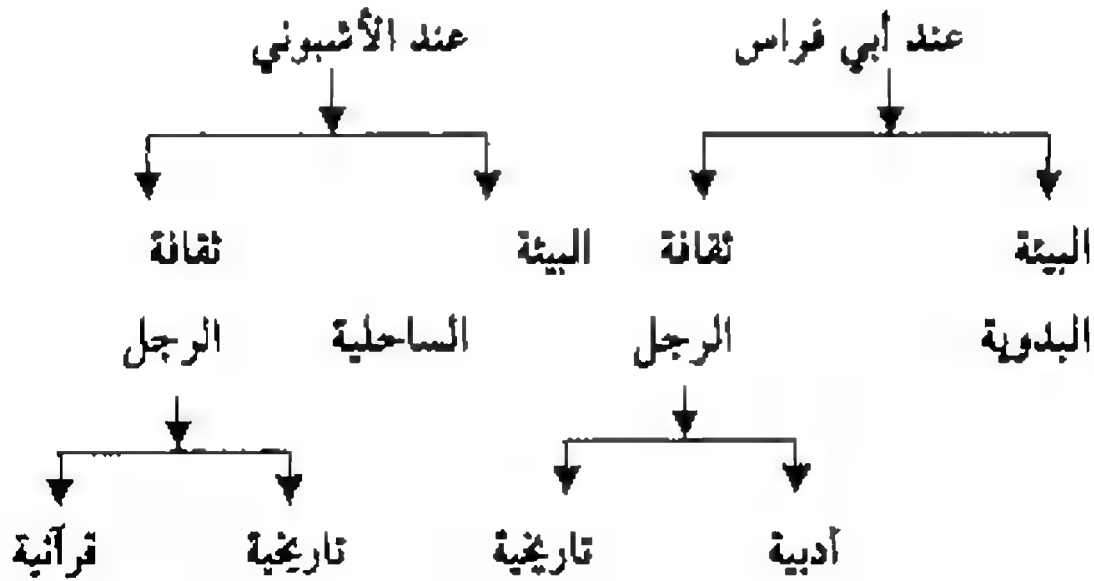 عند أبي فراس عند الأشبوني
البيئة ثقافة البيئة ثقافة
البدوية الرجل الساحلية الرجل
أدبية تاريخية تاريخية قرآنية